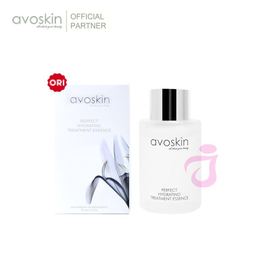 avoskin
OFFICIAL
PARTNER
ORI
avoskin
PERFECT
HYDRATING
TREATMENT ESSENCE
avoskin
PERFECT
HYDRATING
TREATMENT ESSENCE